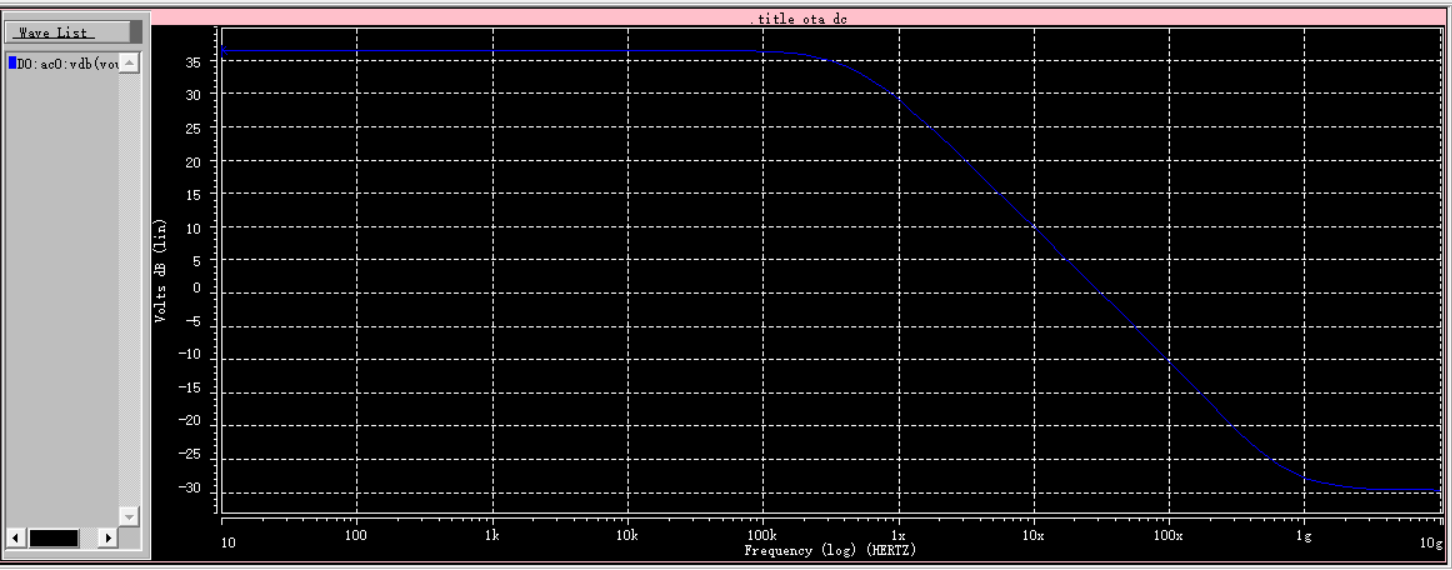 .title ota dc
Wave List
D0:ac0:vdb(vou
35
30
25
20
15
10
5
0
-5
-10
-15
-20
-25
-30
Volts dB (lin)
10
100
1k
10k
100k
1x
10x
100x
1g
10g
Frequency (log) (HERTZ)